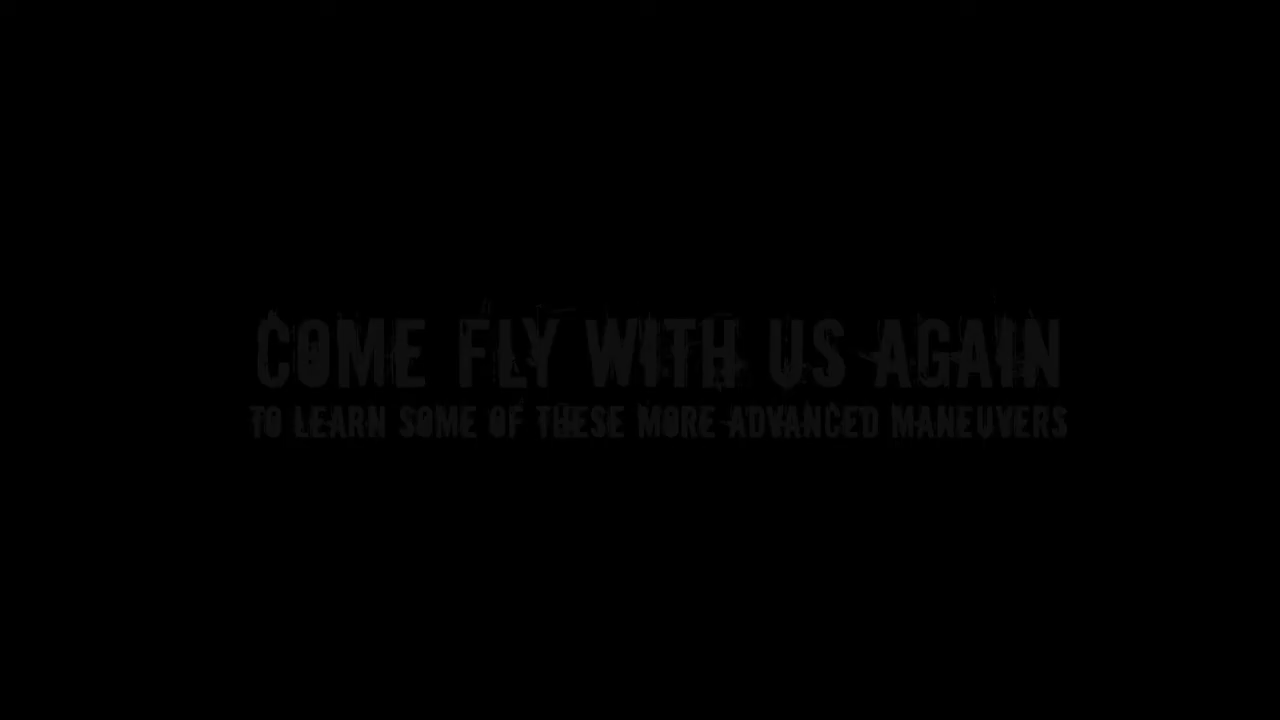 COME FLY WITH US AGAIN
TO LEARN SOME OF THESE MORE ADVANCED MANEUVERS